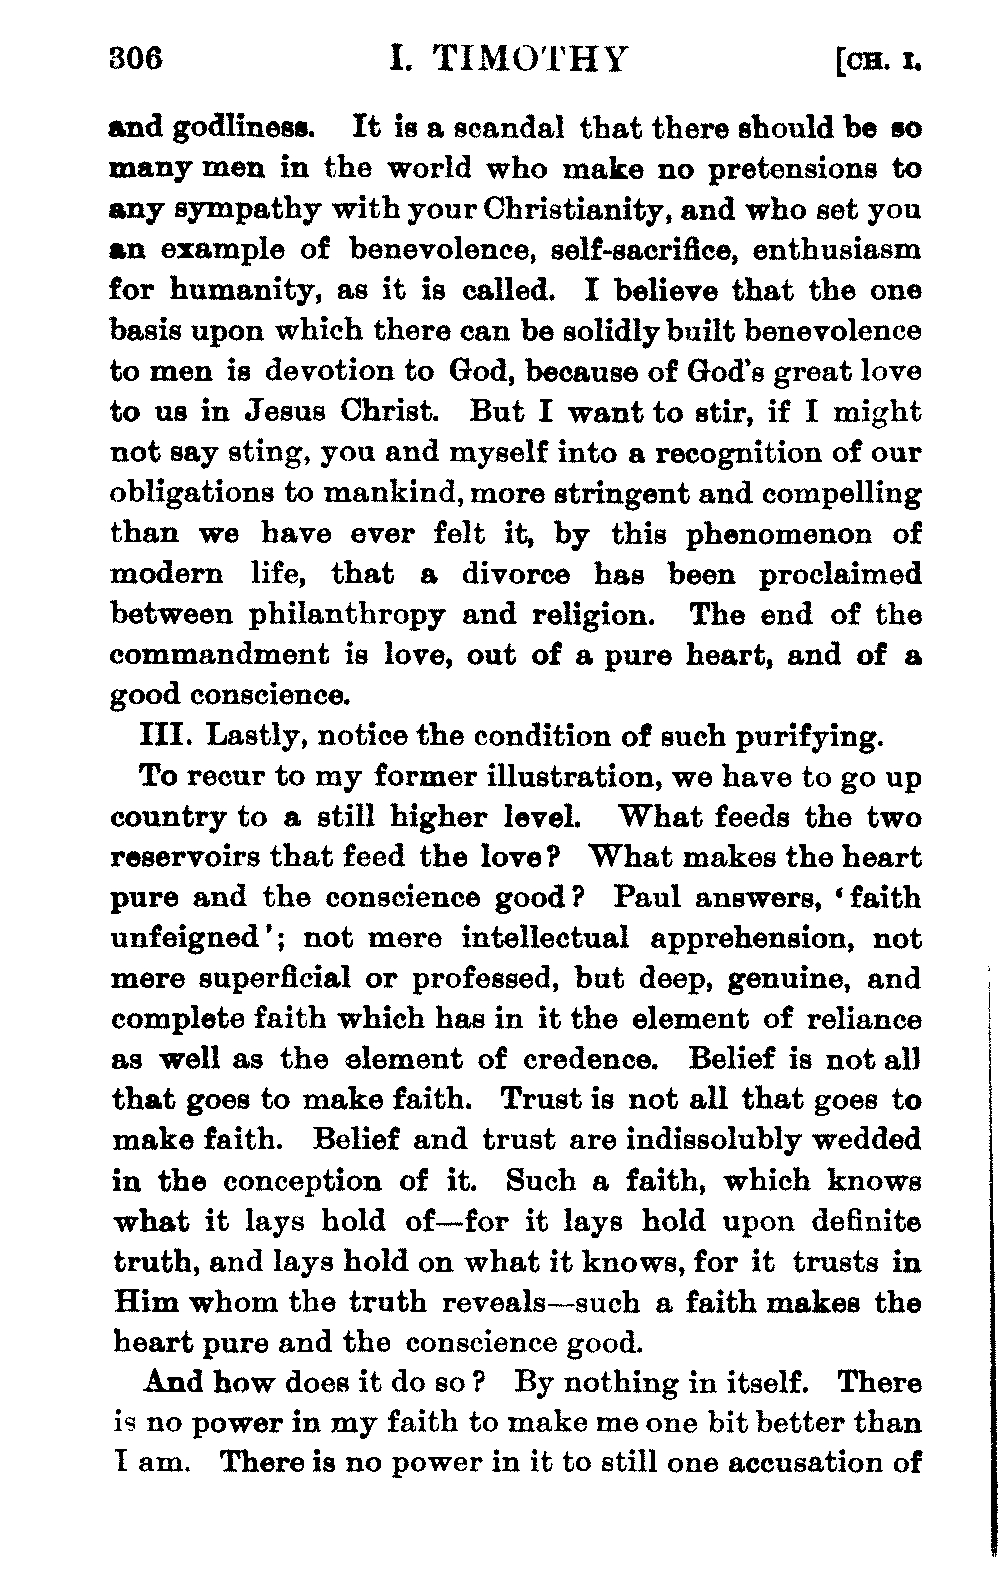 306 I. TIMOTHY [CH. I.
and godliness. It is a scandal that there should be so
many men in the world who make no pretensions to
any sympathy with your Christianity, and who set you
an example of benevolence, self-sacrifice, enthusiasm
for humanity, as it is called. I believe that the one
basis upon which there can be solidly built benevolence
to men is devotion to God, because of God's great love
to us in Jesus Christ. But I want to stir, if I might
not say sting, you and myself into a recognition of our
obligations to mankind, more stringent and compelling
than we have ever felt it, by this phenomenon of
modern life, that a divorce has been proclaimed
between philanthropy and religion. The end of the
commandment is love, out of a pure heart, and of a
good conscience.
III. Lastly, notice the condition of such purifying.
To recur to my former illustration, we have to go up
country to a still higher level. What feeds the two
reservoirs that feed the love? What makes the heart
pure and the conscience good? Paul answers, 'faith
unfeigned'; not mere intellectual apprehension, not
mere superficial or professed, but deep, genuine, and
complete faith which has in it the element of reliance
as well as the element of credence. Belief is not all
that goes to make faith. Trust is not all that goes to
make faith. Belief and trust are indissolubly wedded
in the conception of it. Such a faith, which knows
what it lays hold of—for it lays hold upon definite
truth, and lays hold on what it knows, for it trusts in
Him whom the truth reveals—such a faith makes the
heart pure and the conscience good.
And how does it do so? By nothing in itself. There
is no power in my faith to make me one bit better than
I am. There is no power in it to still one accusation of